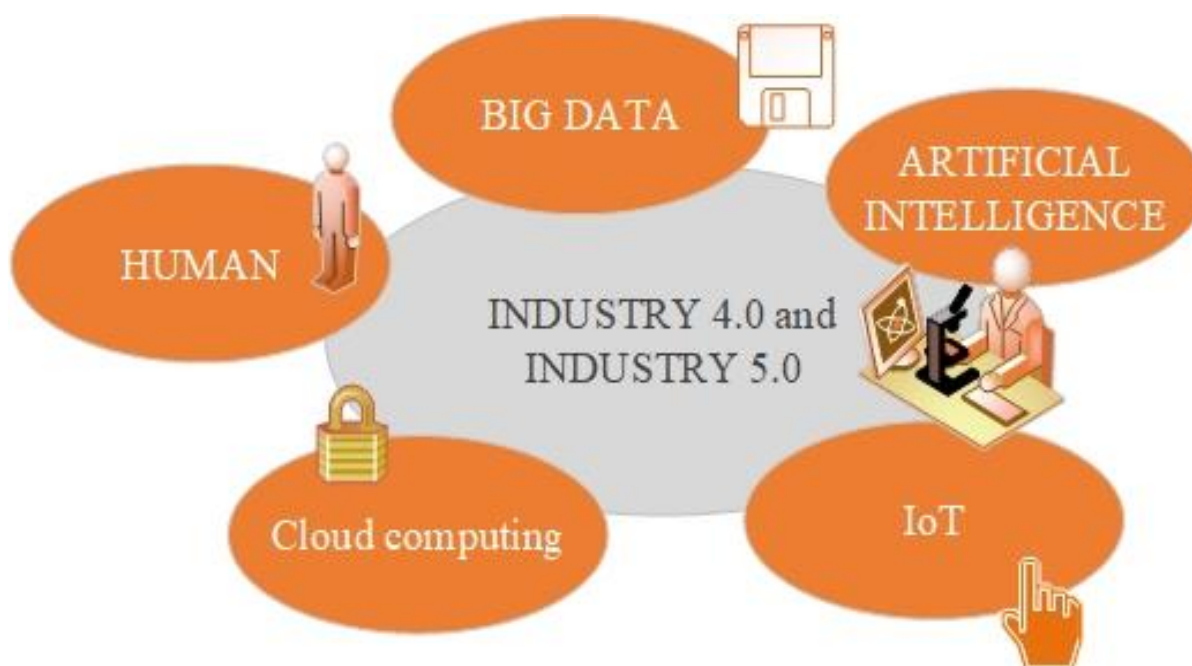 BIG DATA
ARTIFICIAL
INTELLIGENCE
HUMAN
INDUSTRY 4.0 and
INDUSTRY 5.0
Cloud computing
IoT